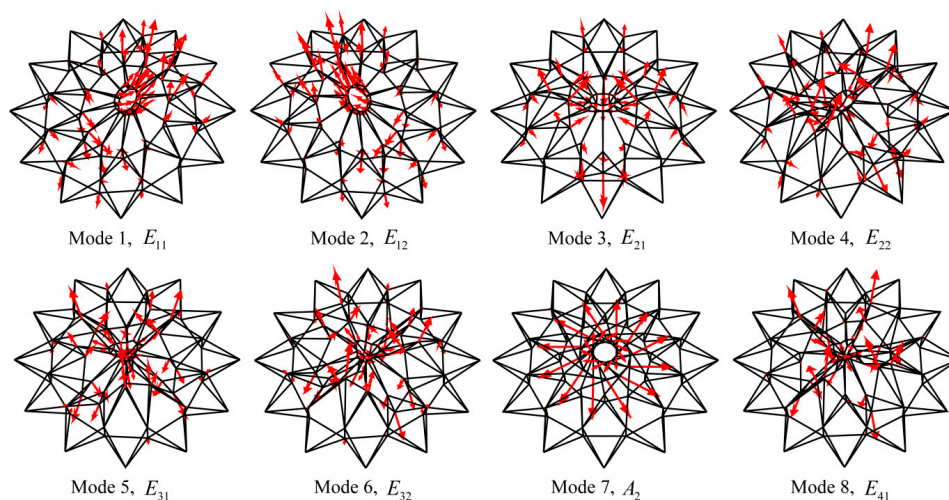 Mode 1, E₁₁
Mode 2, E₁₂
Mode 3, E₂₁
Mode 4, E₂₂
Mode 5, E₃₁
Mode 6, E₃₂
Mode 7, A₂
Mode 8, E₄₁